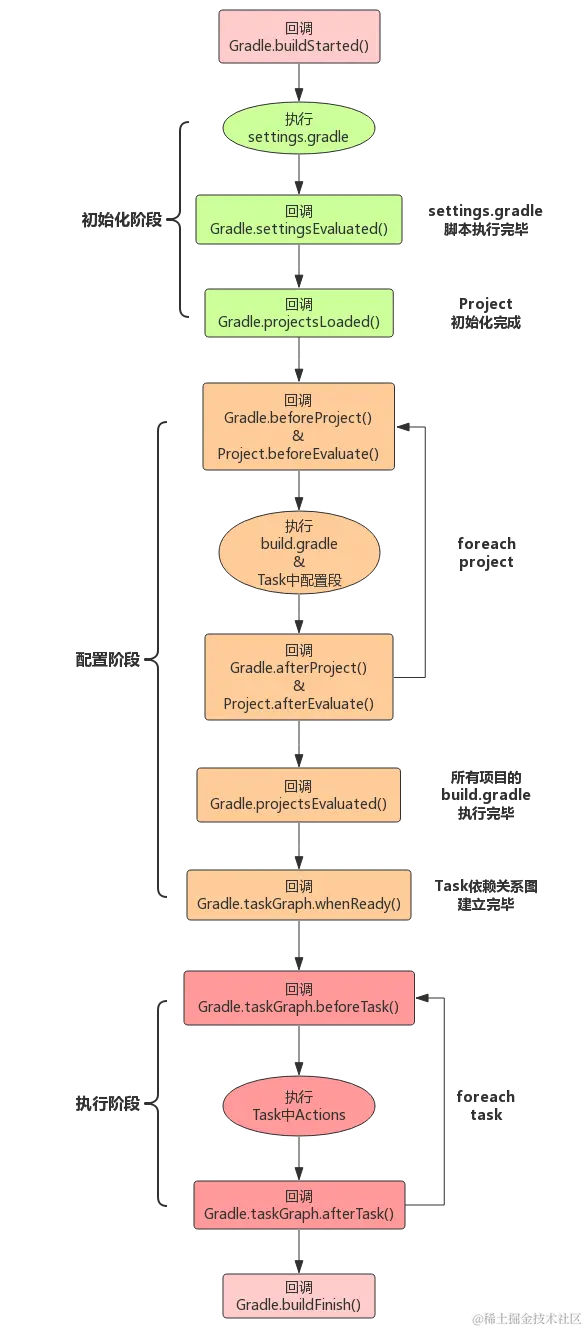 回调
Gradle.buildStarted()
执行
settings.gradle
初始化阶段
回调
Gradle.settingsEvaluated()
settings.gradle
脚本执行完毕
回调
Gradle.projectsLoaded()
Project
初始化完成
回调
Gradle.beforeProject()
&
Project.beforeEvaluate()
执行
build.gradle
&
Task中配置段
foreach
project
配置阶段
回调
Gradle.afterProject()
&
Project.afterEvaluate()
回调
Gradle.projectsEvaluated()
所有项目的
build.gradle
执行完毕
回调
Gradle.taskGraph.whenReady()
Task依赖关系图
建立完毕
回调
Gradle.taskGraph.beforeTask()
执行阶段
执行
Task中Actions
foreach
task
回调
Gradle.taskGraph.afterTask()
回调
Gradle.buildFinish()
@稀土掘金技术社区